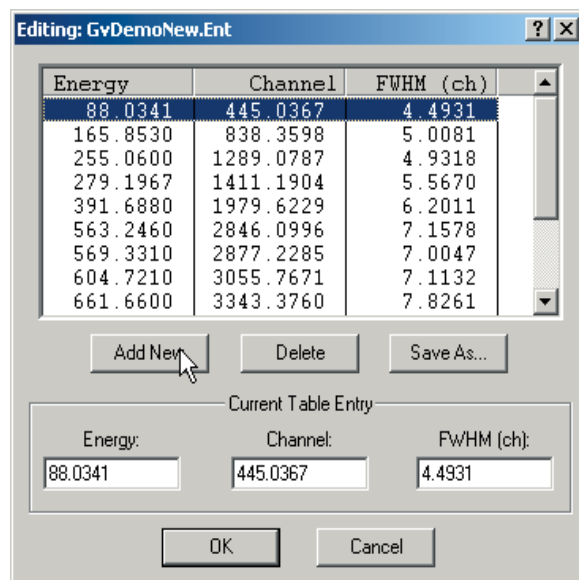 Editing: GvDemoNew.Ent
Energy Channel FWHM (ch)
88.0341 445.0367 4.4931
165.8530 838.3598 5.0081
255.0600 1289.0787 4.9318
279.1967 1411.1904 5.5670
391.6880 1979.6229 6.2011
563.2460 2846.0996 7.1578
569.3310 2877.2285 7.0047
604.7210 3055.7671 7.1132
661.6600 3343.3760 7.8261
Add New Delete Save As...
Current Table Entry
Energy: Channel: FWHM (ch):
88.0341 445.0367 4.4931
OK Cancel